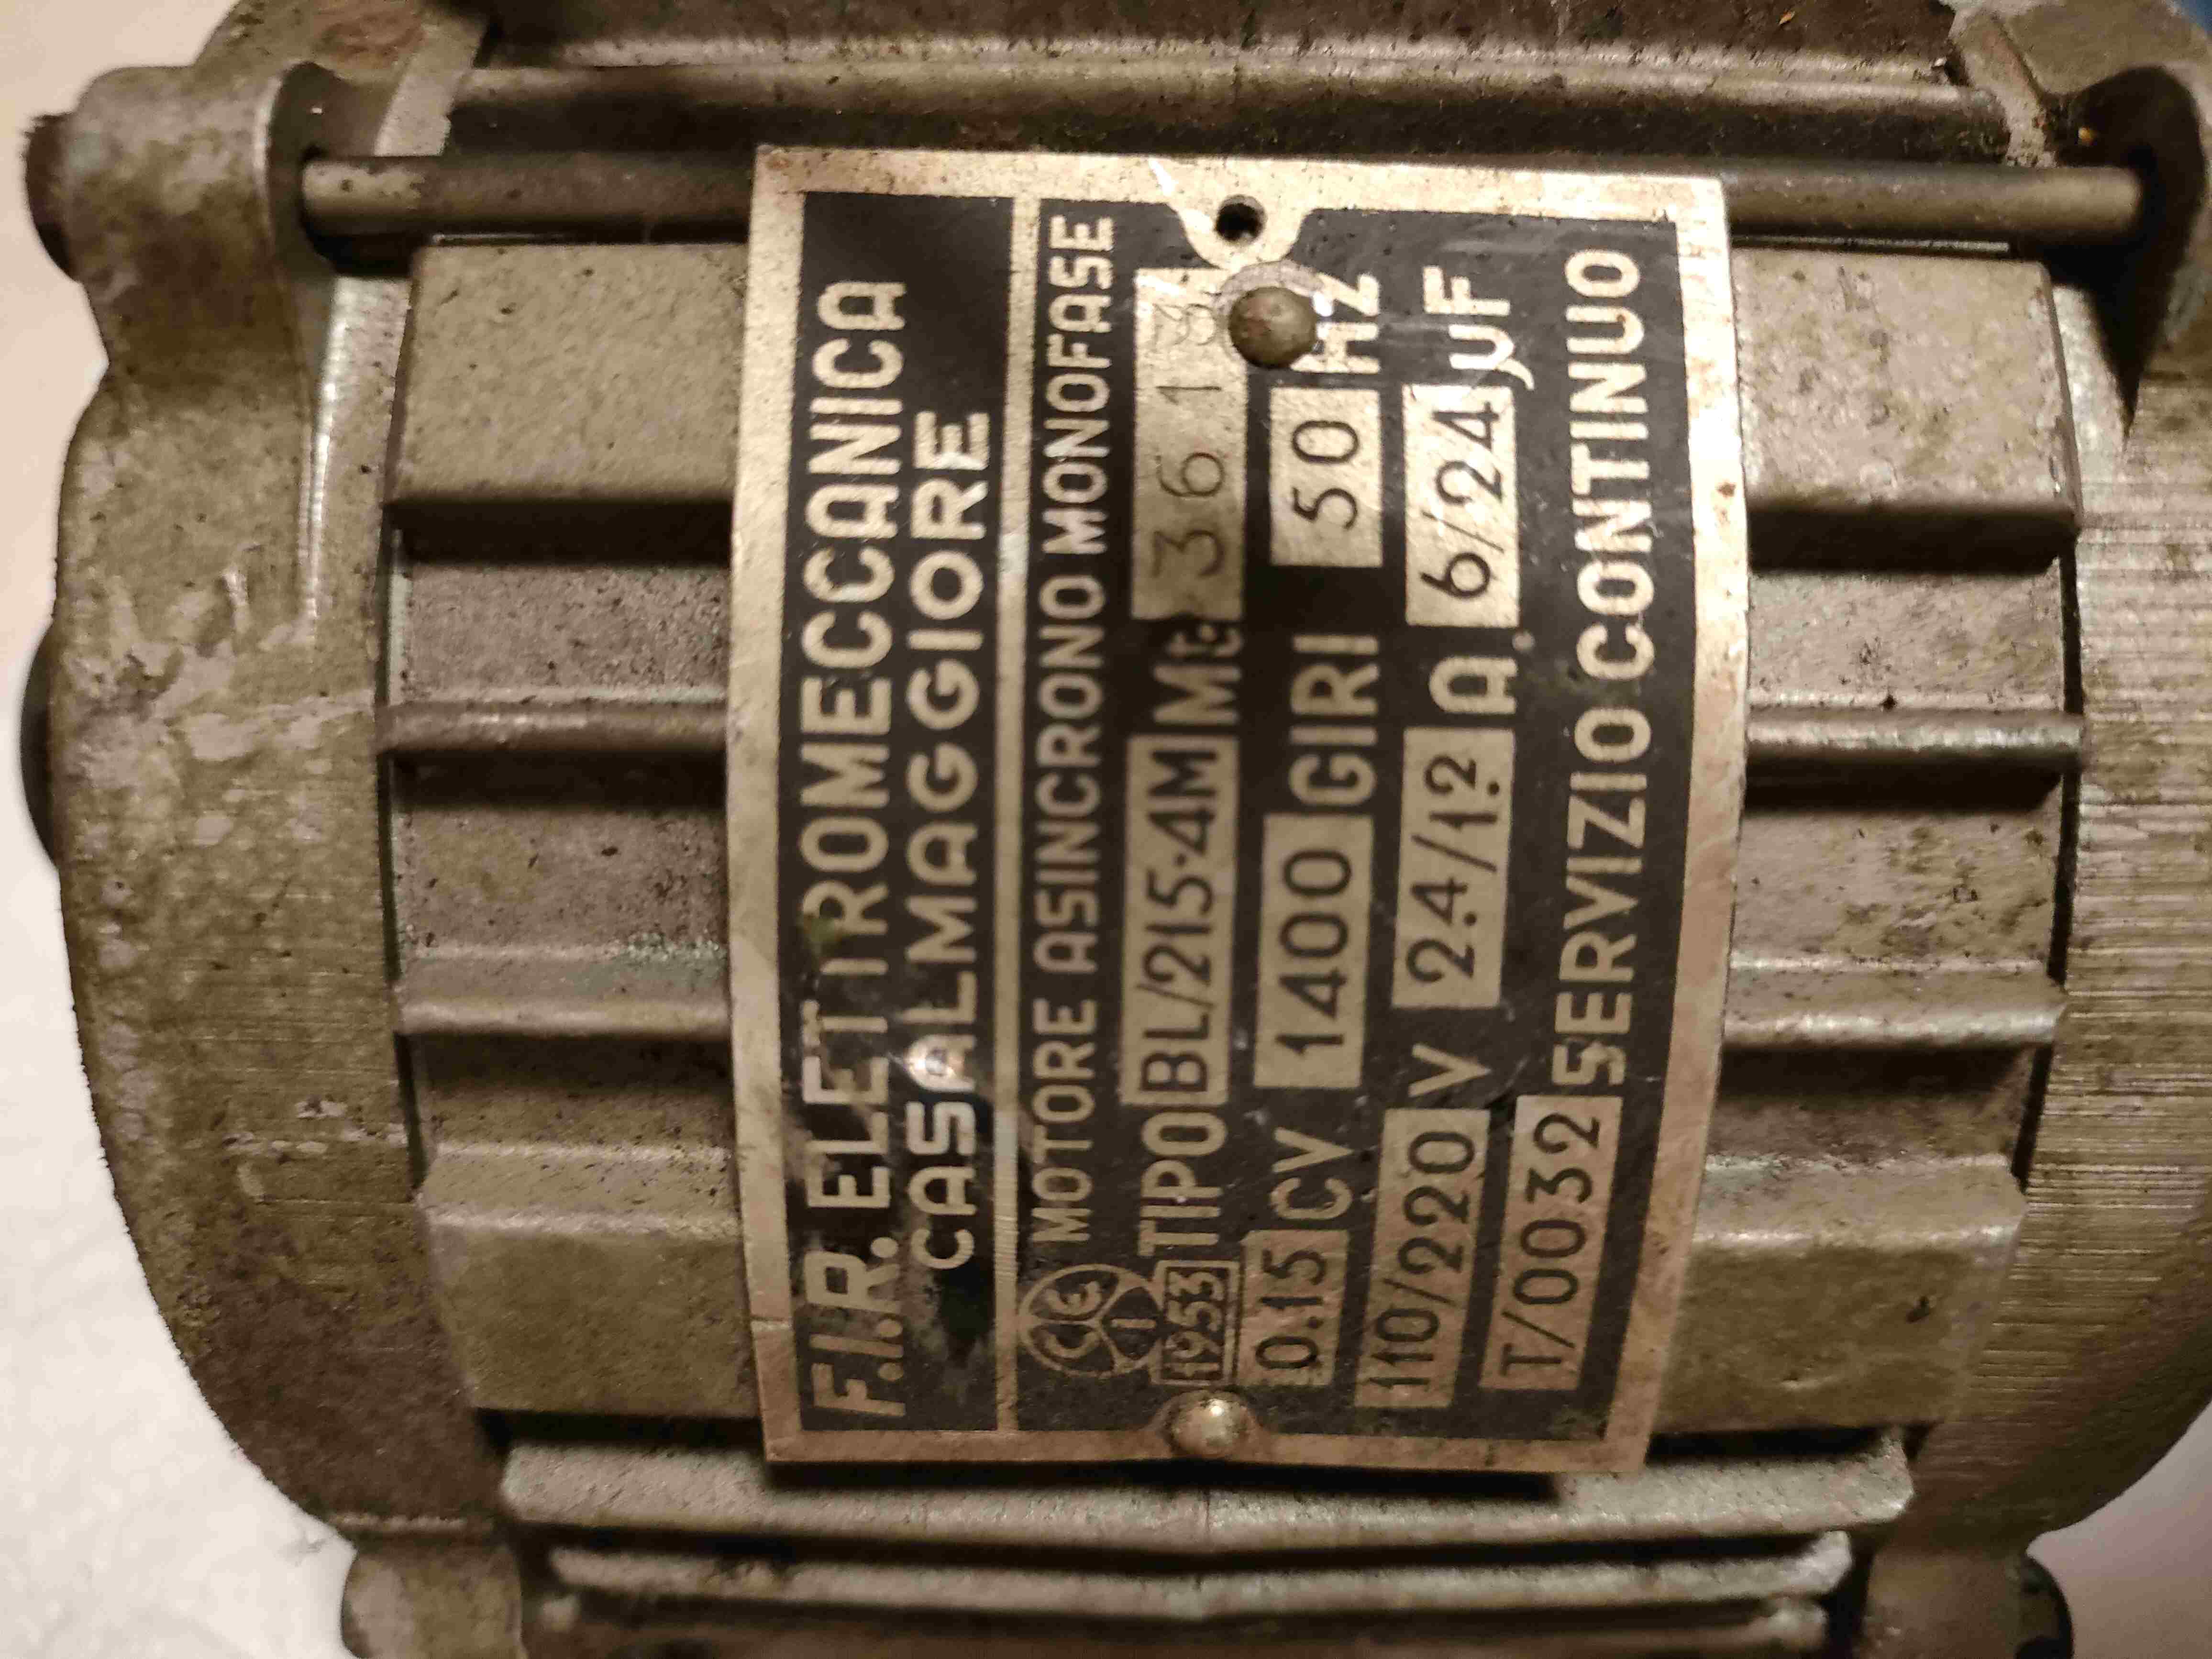 F.I.R. ELETTROMECCANICA
CASALMAGGIORE
MOTORE ASINCRONO MONOFASE
CEI
1953
TIPO BL/215·4M Mt.
0.15 CV 1400 GIRI 50 Hz
110/220 V 2.4/1.2 A. 6/24 µF
T/0032 SERVIZIO CONTINUO